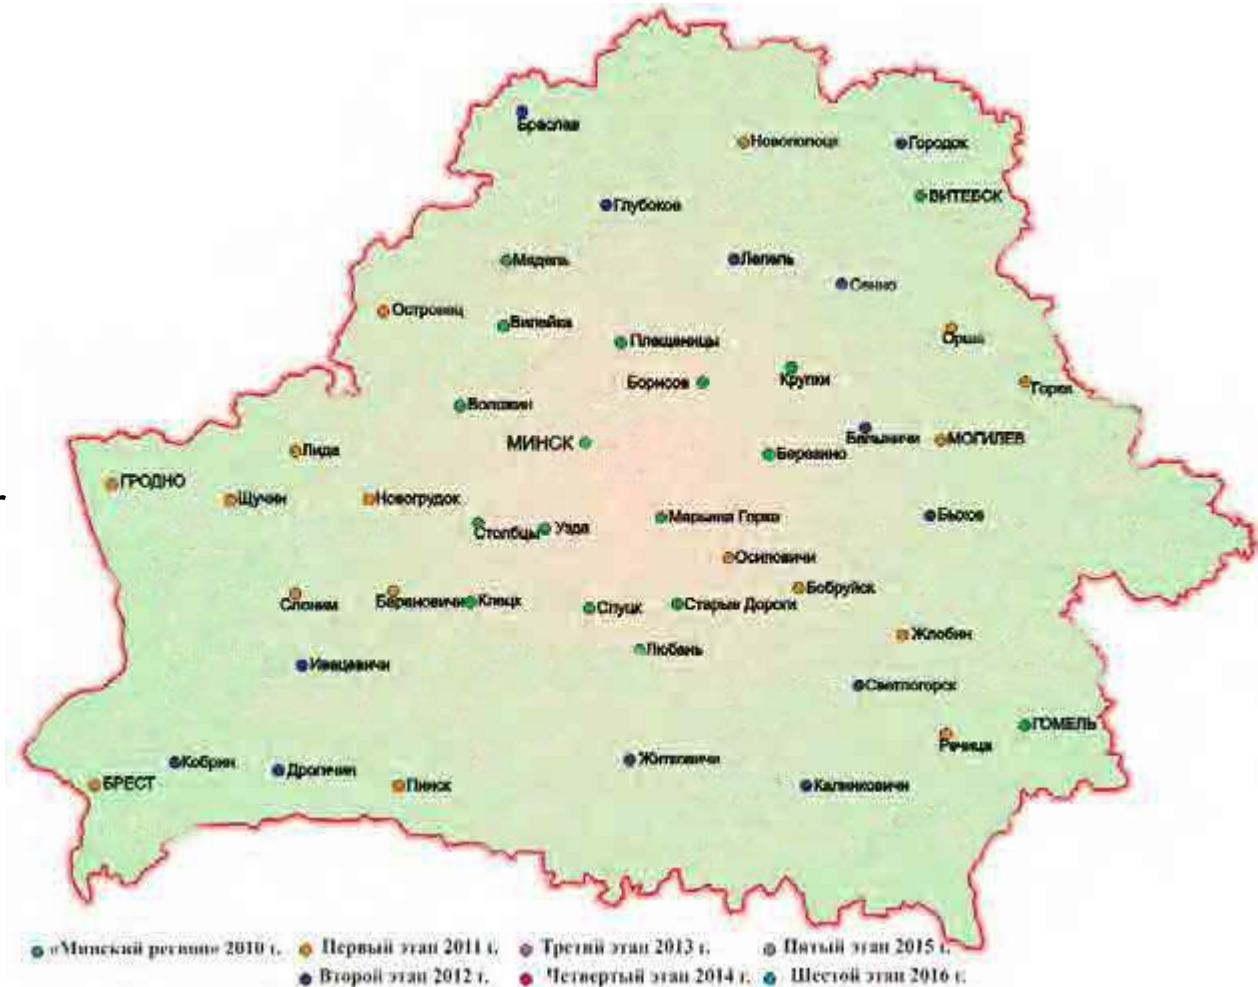 Браслав
Новополоцк
Городок
ВИТЕБСК
Глубокое
Мядель
Лепель
Сенно
Островец
Вилейка
Плещеницы
Орша
Борисов
Крупки
Горки
Воложин
МИНСК
Белыничи
МОГИЛЕВ
Березино
Лида
ГРОДНО
Щучин
Новогрудок
Столбцы
Узда
Марьина Горка
Быхов
Осиповичи
Бобруйск
Слоним
Барановичи
Клецк
Слуцк
Старые Дороги
Жлобин
Любань
Ивацевичи
Светлогорск
ГОМЕЛЬ
Речица
Кобрин
Дрогичин
Житковичи
БРЕСТ
Пинск
Калинковичи
«Минский регион» 2010 г. Первый этап 2011 г. Третий этап 2013 г. Пятый этап 2015 г.
Второй этап 2012 г. Четвертый этап 2014 г. Шестой этап 2016 г.